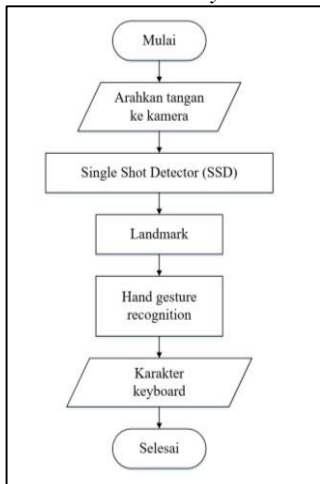 Mulai
Arahkan tangan
ke kamera
Single Shot Detector (SSD)
Landmark
Hand gesture
recognition
Karakter
keyboard
Selesai